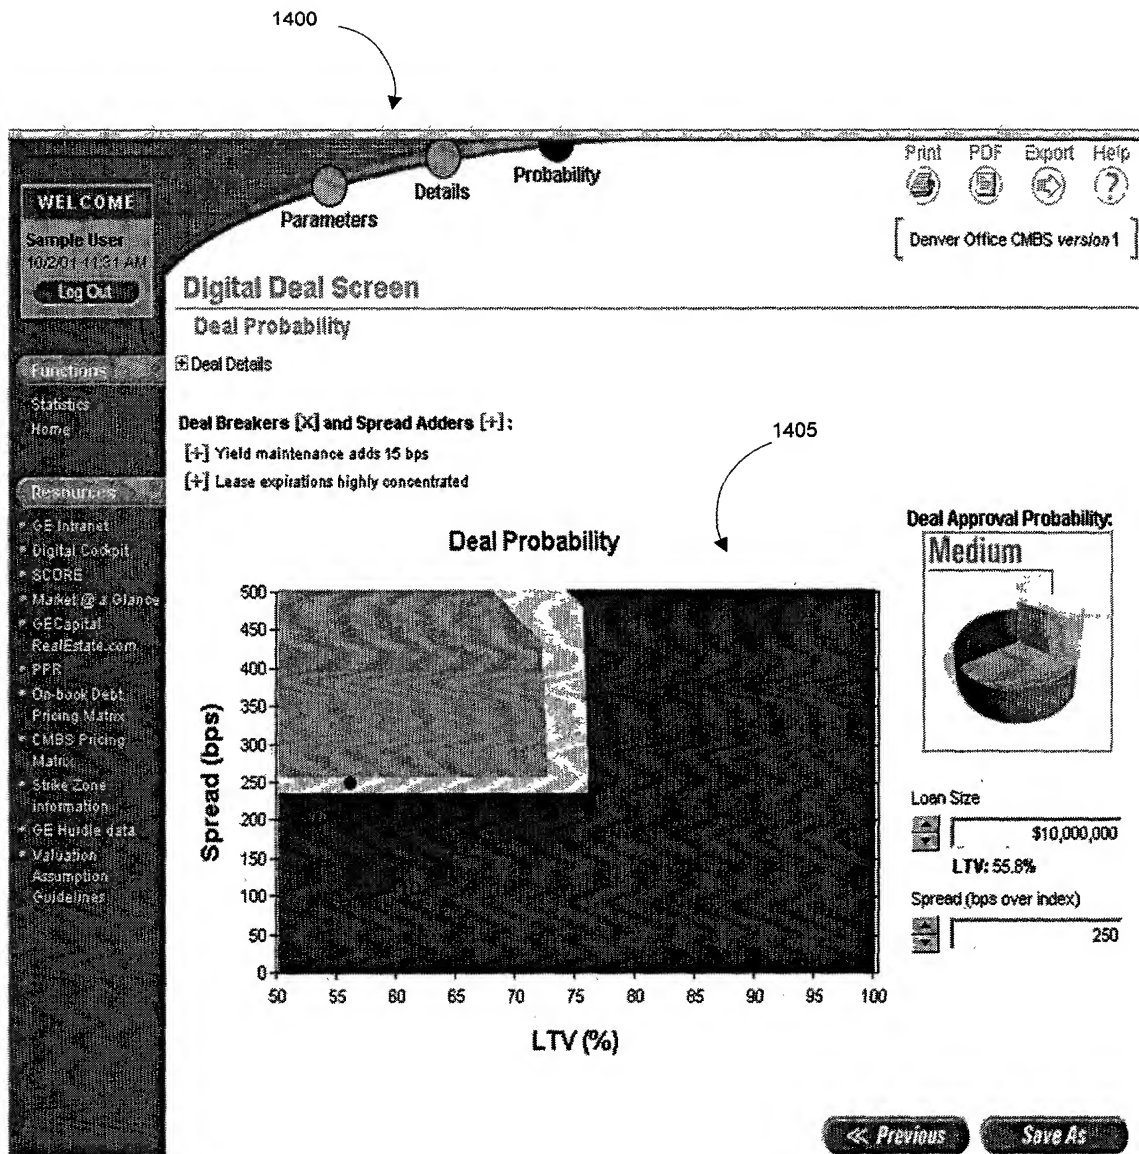 1400
Print PDF Export Help
Parameters
Details
Probability
[ Denver Office CMBS version 1 ]
WELCOME
Sample User
10/2/01 11:31 AM
Log Out
Functions
Statistics
Home
Resources
GE Intranet
Digital Cockpit
SCORE
Market @ a Glance
GECapital
RealEstate.com
PPR
On-book Debt
Pricing Matrix
CMBS Pricing
Matrix
Strike Zone
information
GE Hurdle data
Valuation
Assumption
Guidelines
Digital Deal Screen
Deal Probability
+ Deal Details
Deal Breakers [X] and Spread Adders [+]:
[+] Yield maintenance adds 15 bps
[+] Lease expirations highly concentrated
1405
Deal Probability
Spread (bps)
500
450
400
350
300
250
200
150
100
50
0
50 55 60 65 70 75 80 85 90 95 100
LTV (%)
Deal Approval Probability:
Medium
Loan Size
$10,000,000
LTV: 55.8%
Spread (bps over index)
250
<< Previous
Save As